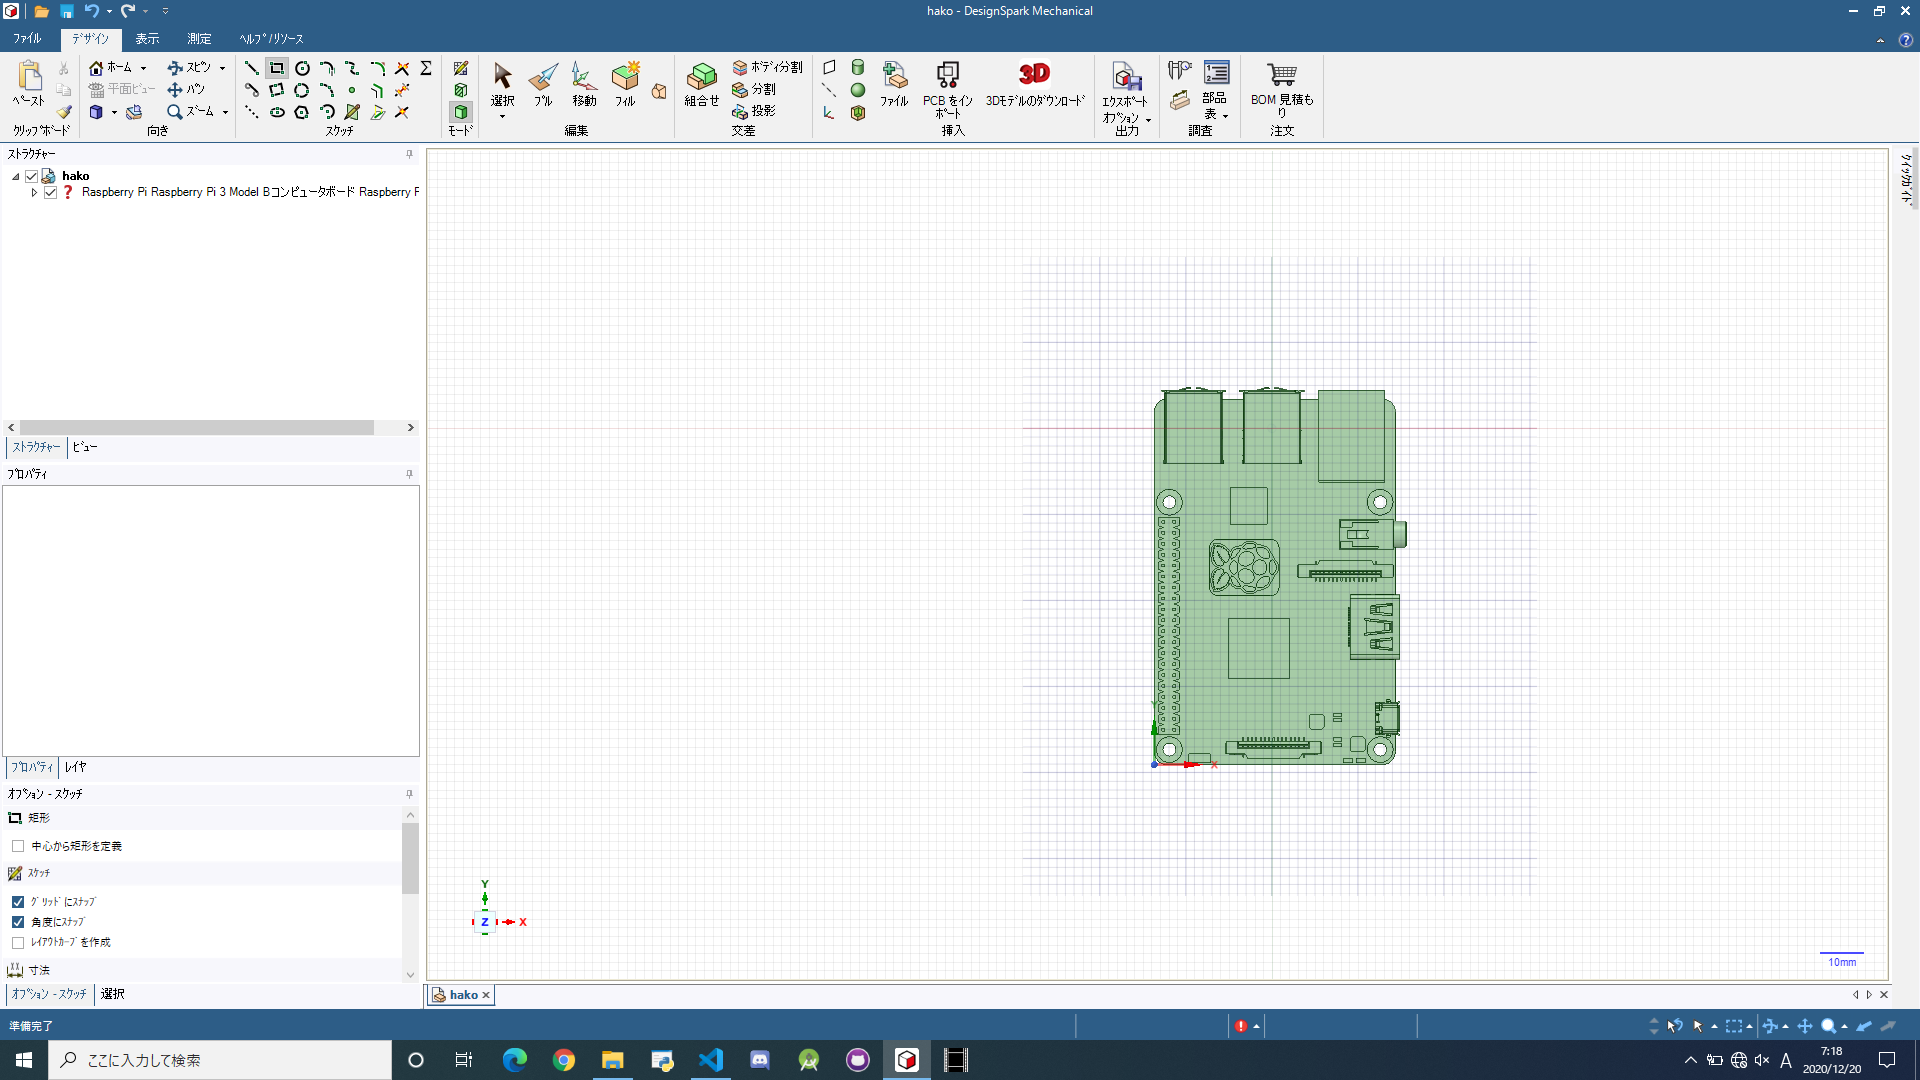 hako - DesignSpark Mechanical
ファイル デザイン 表示 測定 ヘルプ/リソース
ペースト
クリップボード
ホーム スピン
平面ビュー パン
ズーム
向き
Σ
スケッチ
モード
選択 プル 移動 フィル
編集
組合せ ボディ分割
分割
投影
交差
ファイル
PCB をインポート
3D
3Dモデルのダウンロード
挿入
エクスポート
オプション
出力
部品
表
調査
BOM 見積も
り
注文
ストラクチャー
hako
Raspberry Pi Raspberry Pi 3 Model Bコンピュータボード Raspberry P
ストラクチャー ビュー
プロパティ
プロパティ レイヤ
オプション - スケッチ
矩形
中心から矩形を定義
スケッチ
グリッドにスナップ
角度にスナップ
レイアウトカーブを作成
寸法
オプション - スケッチ 選択
クイックガイド
Y
X
Y
Z
X
10mm
hako
準備完了
ここに入力して検索
A
7:18
2020/12/20